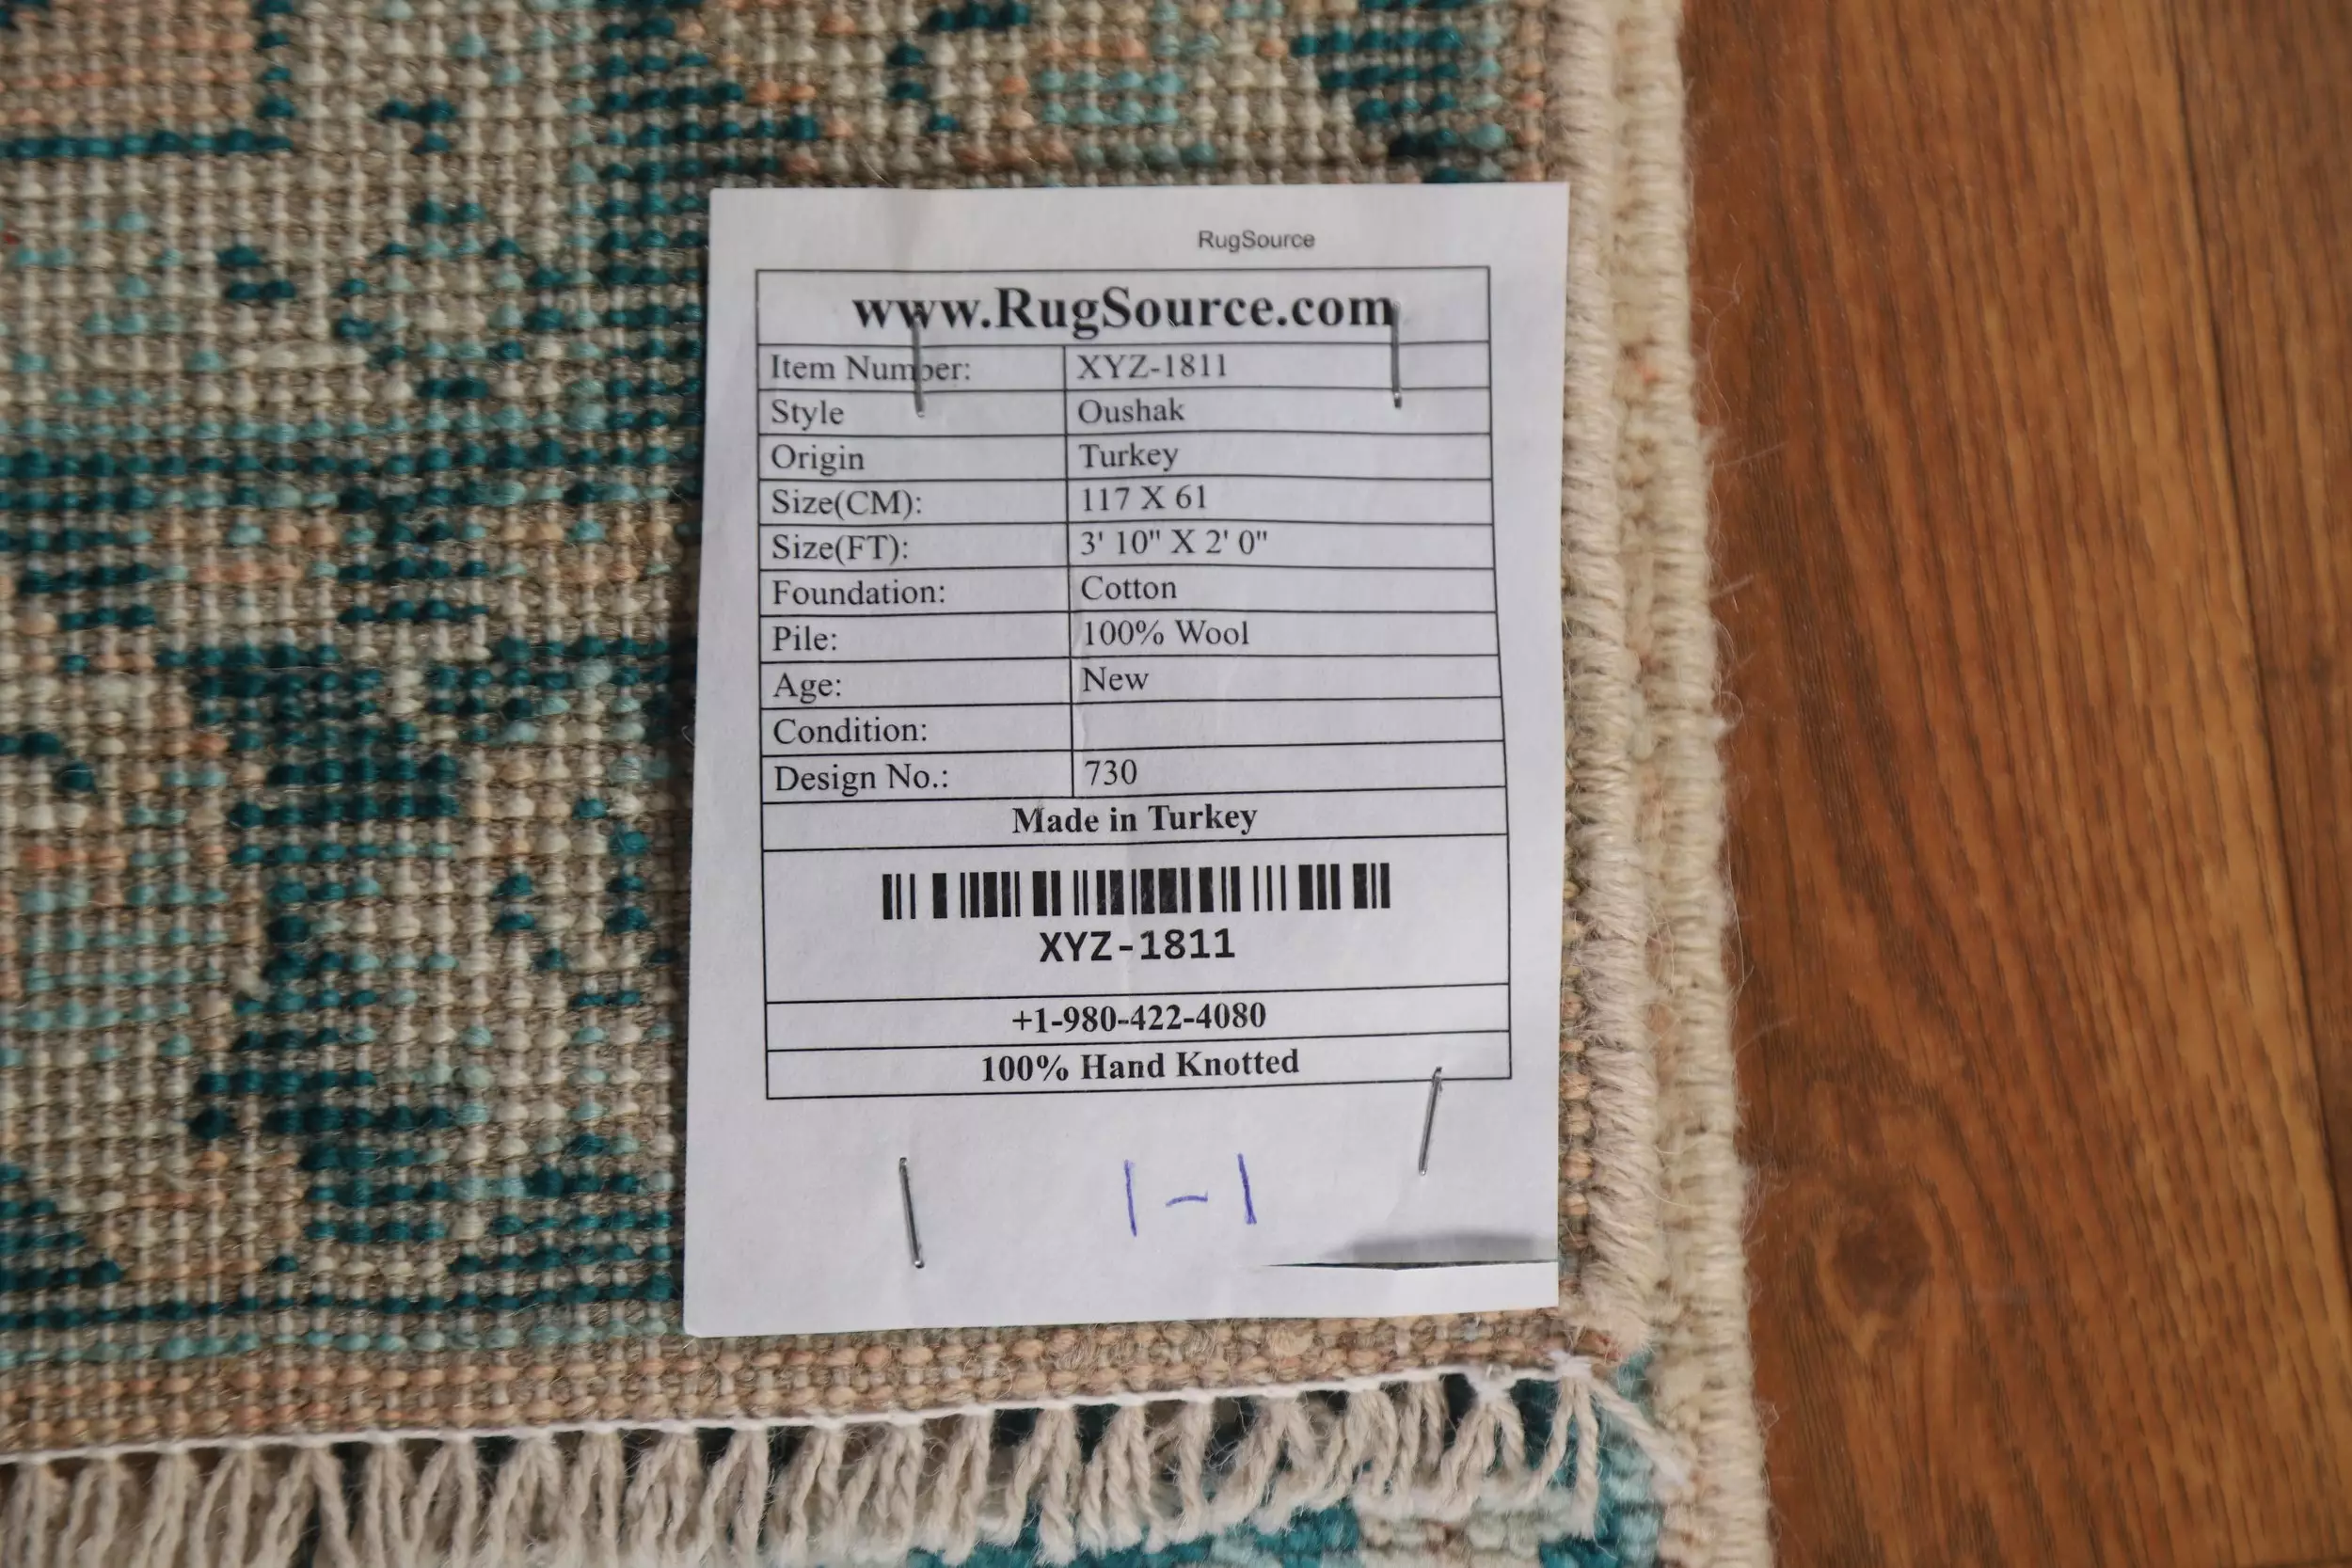 RugSource
www.RugSource.com
Item Number: XYZ-1811
Style Oushak
Origin Turkey
Size(CM): 117 X 61
Size(FT): 3' 10" X 2' 0"
Foundation: Cotton
Pile: 100% Wool
Age: New
Condition:
Design No.: 730
Made in Turkey
XYZ-1811
+1-980-422-4080
100% Hand Knotted
1-1